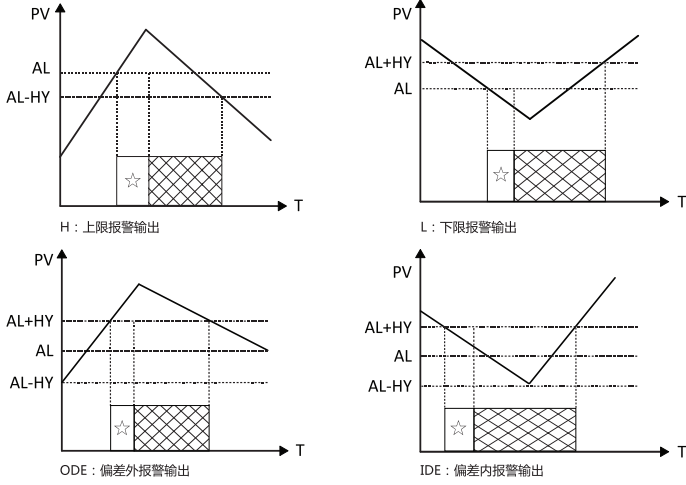 PV
AL
AL-HY
☆
T
H：上限报警输出
PV
AL+HY
AL
☆
T
L：下限报警输出
PV
AL+HY
AL
AL-HY
☆
T
ODE：偏差外报警输出
PV
AL+HY
AL
AL-HY
☆
T
IDE：偏差内报警输出